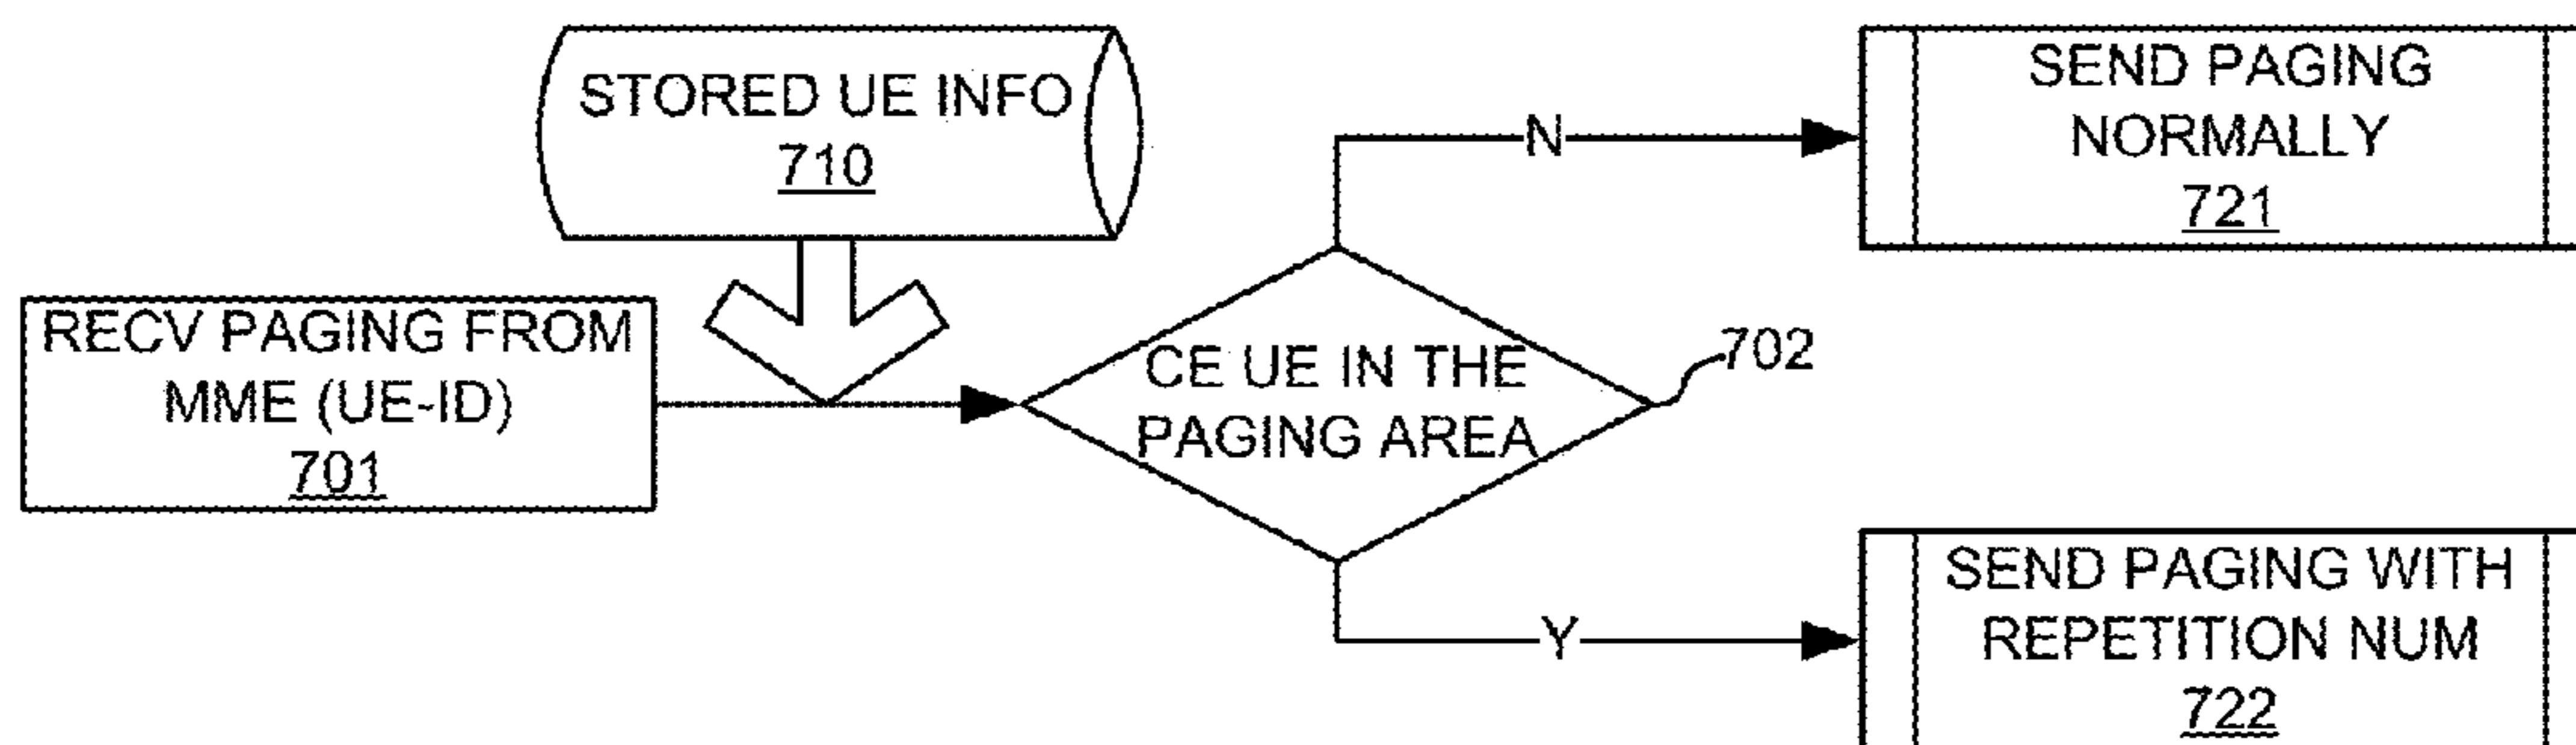 STORED UE INFO
710
RECV PAGING FROM
MME (UE-ID)
701
CE UE IN THE
PAGING AREA
702
N
SEND PAGING
NORMALLY
721
Y
SEND PAGING WITH
REPETITION NUM
722